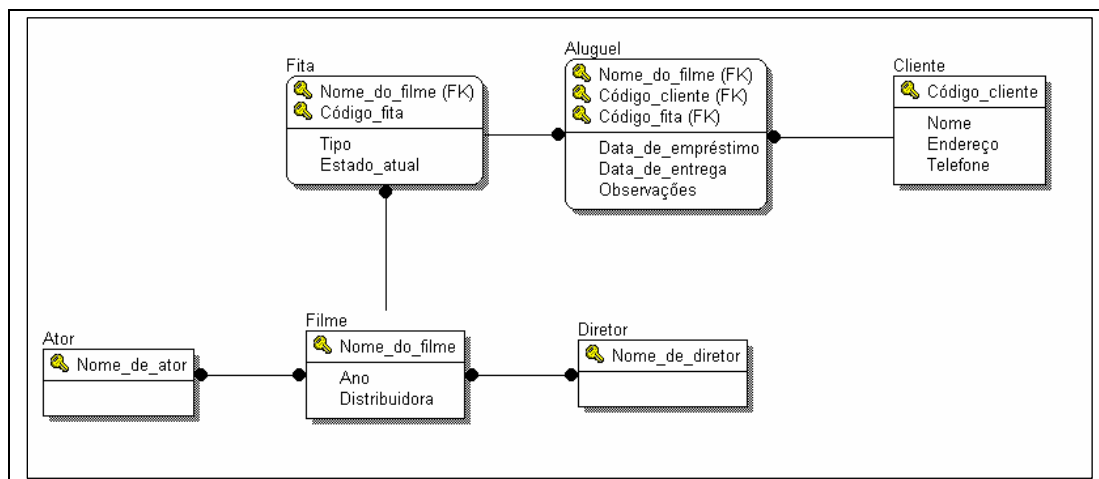 Fita
Nome_do_filme (FK)
Código_fita
Tipo
Estado_atual
Aluguel
Nome_do_filme (FK)
Código_cliente (FK)
Código_fita (FK)
Data_de_empréstimo
Data_de_entrega
Observações
Cliente
Código_cliente
Nome
Endereço
Telefone
Ator
Nome_de_ator
Filme
Nome_do_filme
Ano
Distribuidora
Diretor
Nome_de_diretor